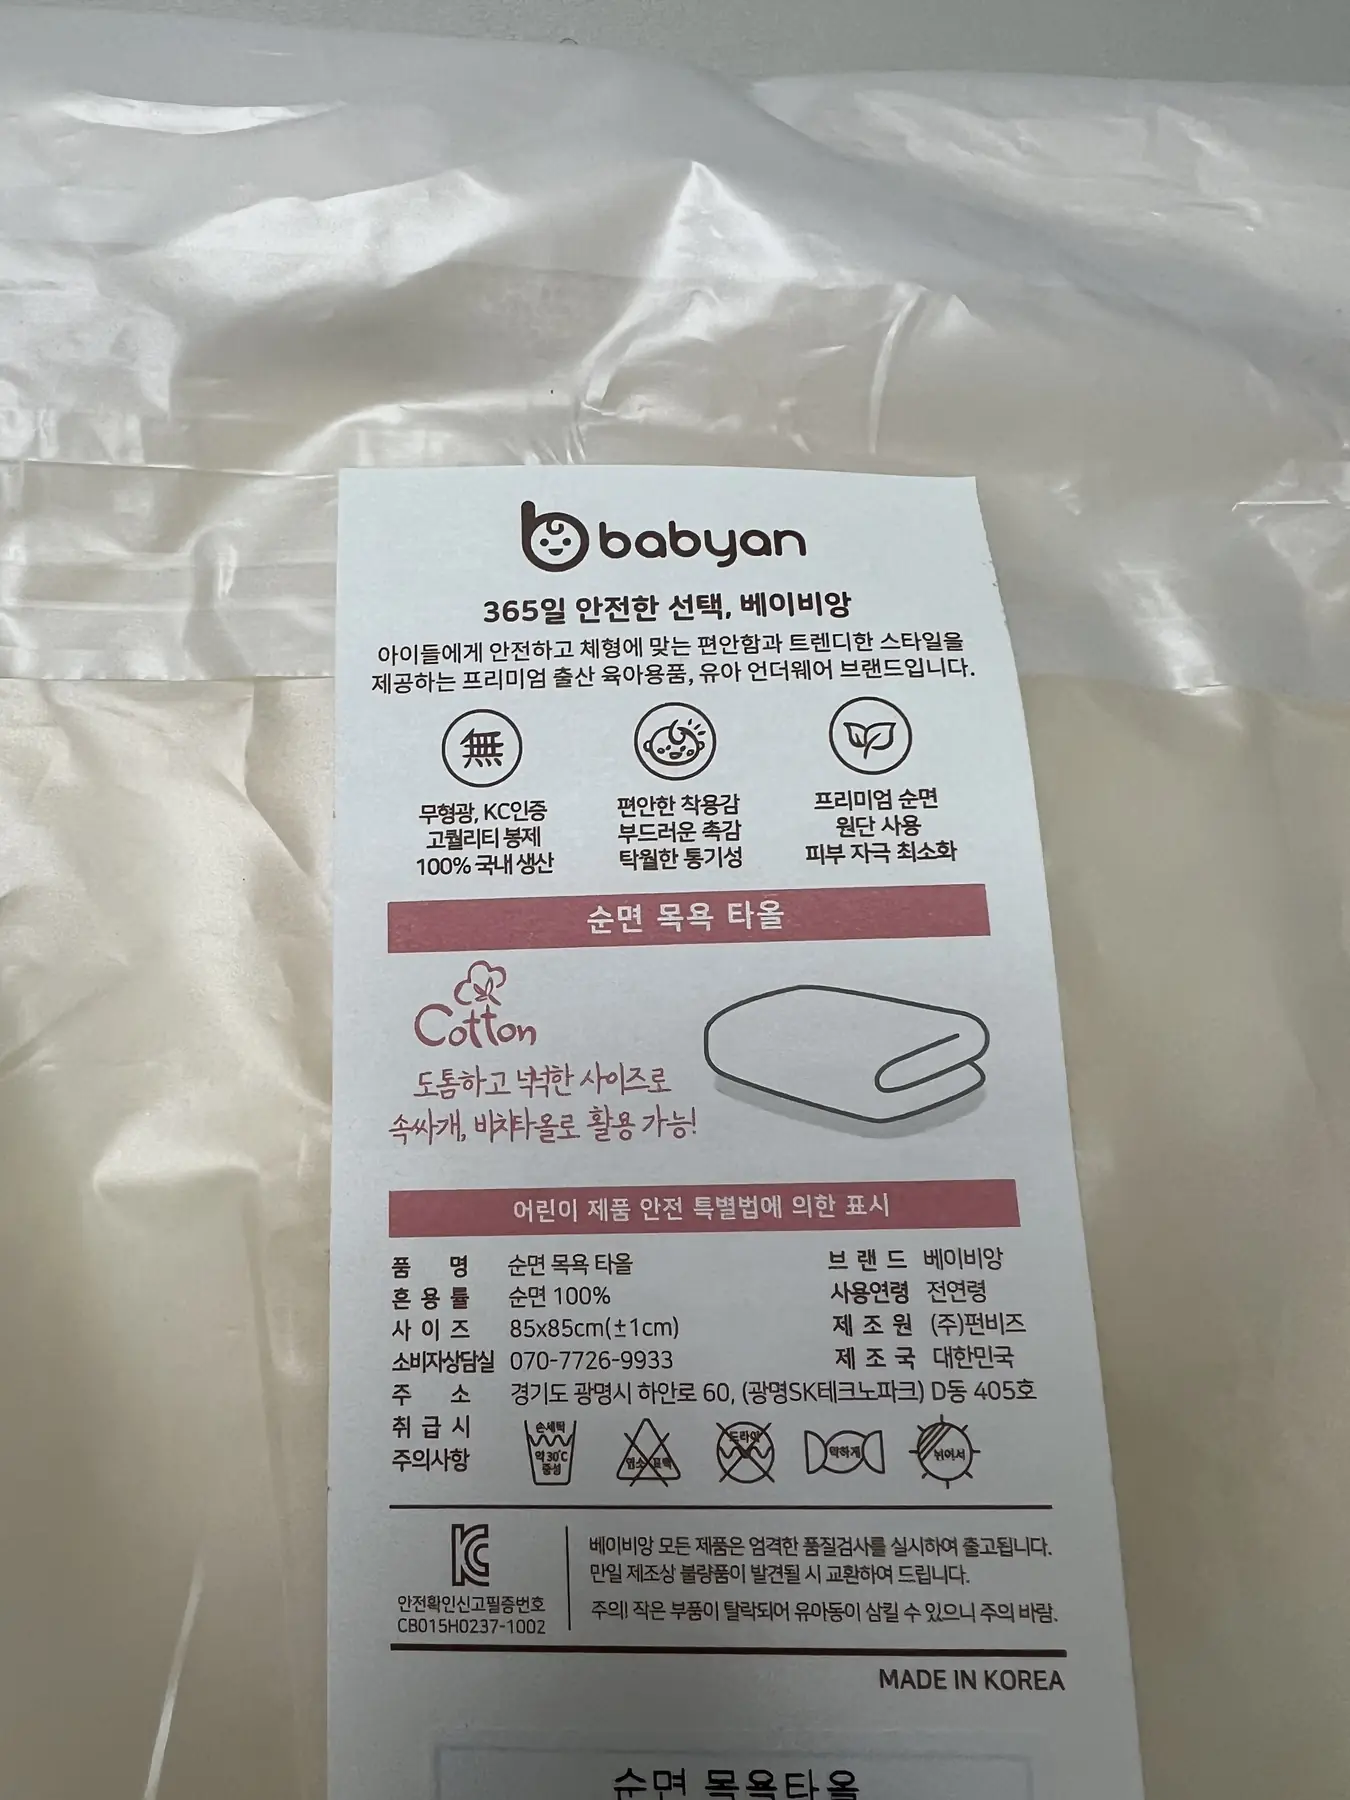 babyan
365일 안전한 선택, 베이비앙
아이들에게 안전하고 체형에 맞는 편안함과 트렌디한 스타일을
제공하는 프리미엄 출산 육아용품, 유아 언더웨어 브랜드입니다.
無
무형광, KC인증
고퀄리티 봉제
100% 국내 생산
편안한 착용감
부드러운 촉감
탁월한 통기성
프리미엄 순면
원단 사용
피부 자극 최소화
순면 목욕 타올
Cotton
도톰하고 넉넉한 사이즈로
속싸개, 비치타올로 활용 가능!
어린이 제품 안전 특별법에 의한 표시
품 명 순면 목욕 타올 브 랜 드 베이비앙
혼 용 률 순면 100% 사용연령 전연령
사 이 즈 85x85cm(±1cm) 제 조 원 (주)펀비즈
소비자상담실 070-7726-9933 제 조 국 대한민국
주 소 경기도 광명시 하안로 60, (광명SK테크노파크) D동 405호
취 급 시
주의사항
손세탁
약 30℃
중성
염소 표백
드라이
약하게
뉘어서
KC
안전확인신고필증번호
CB015H0237-1002
베이비앙 모든 제품은 엄격한 품질검사를 실시하여 출고됩니다.
만일 제조상 불량품이 발견될 시 교환하여 드립니다.
주의! 작은 부품이 탈락되어 유아동이 삼킬 수 있으니 주의 바람.
MADE IN KOREA
순면 목욕타올